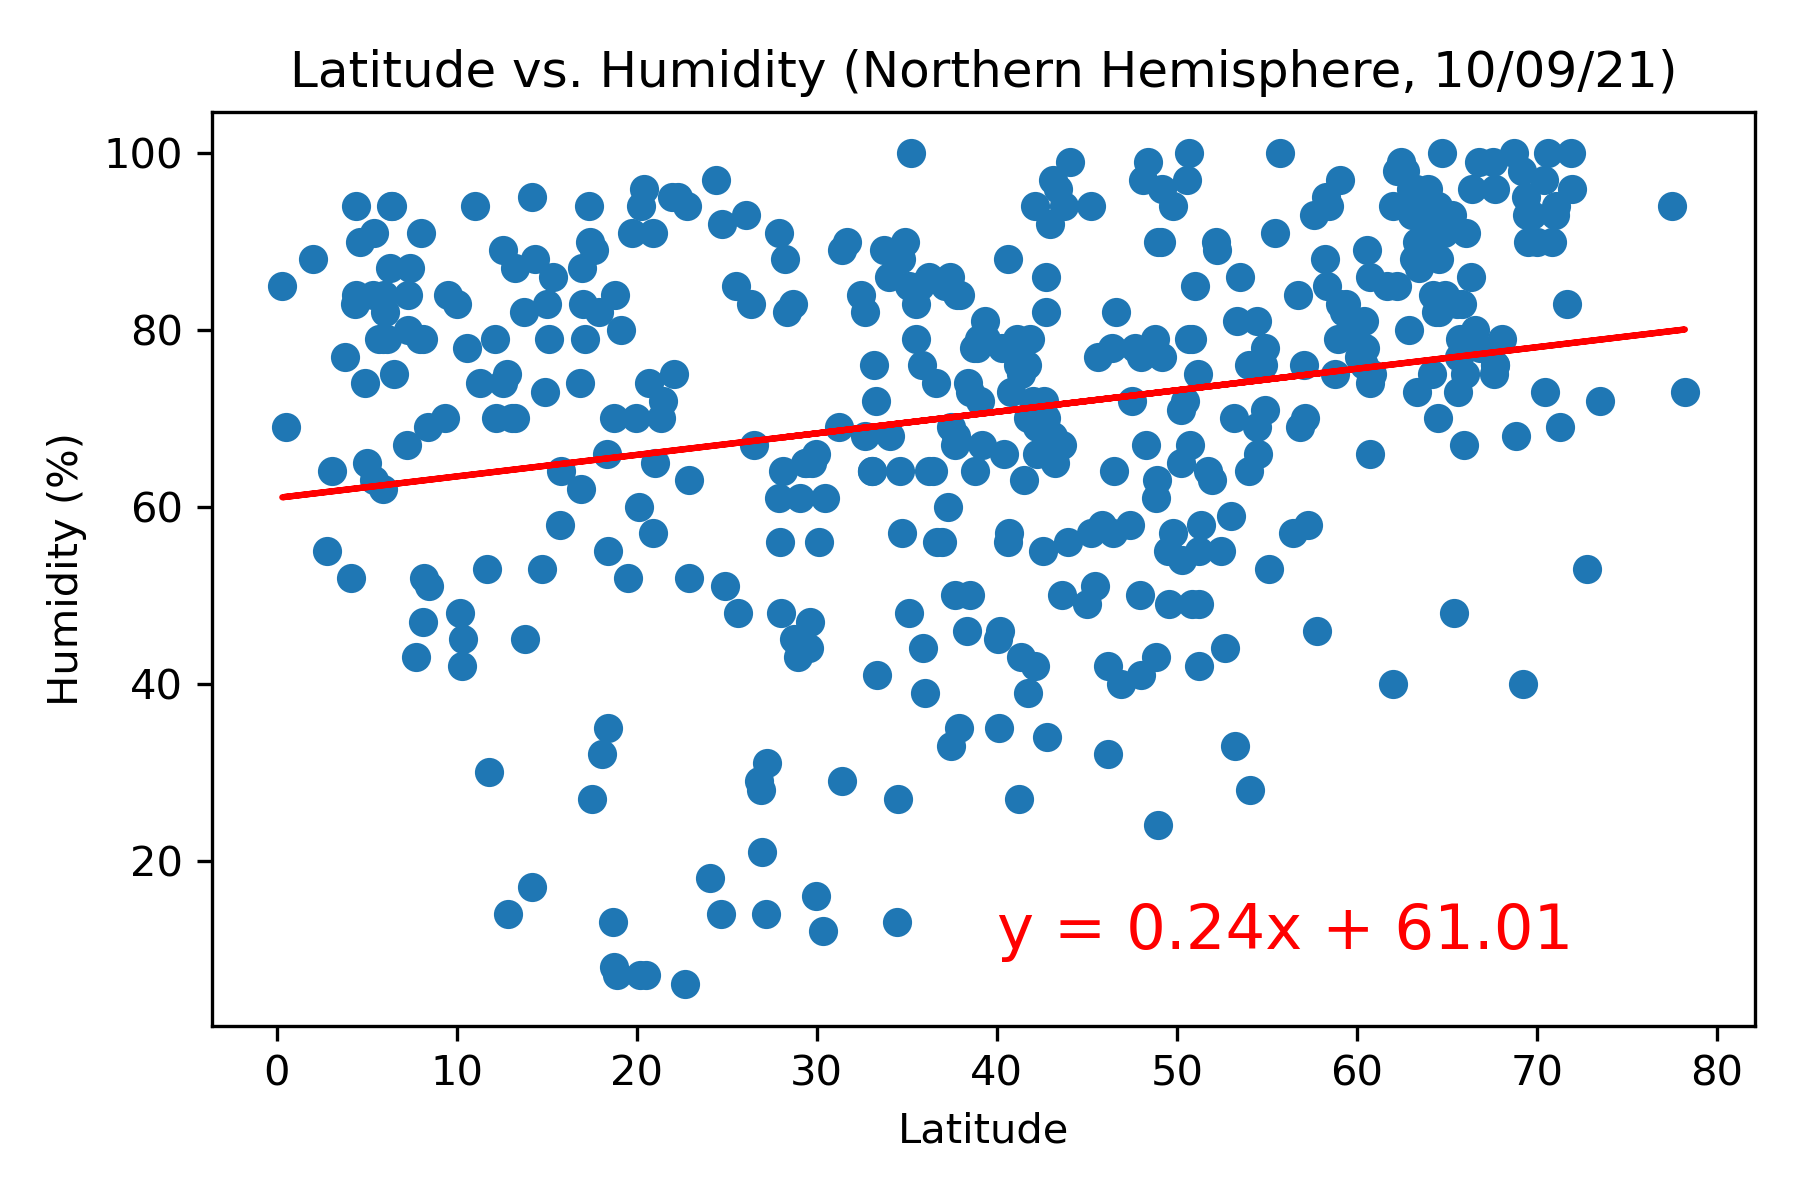 Latitude vs. Humidity (Northern Hemisphere, 10/09/21)
100
80
60
40
20
Humidity (%)
y = 0.24x + 61.01
0 10 20 30 40 50 60 70 80
Latitude